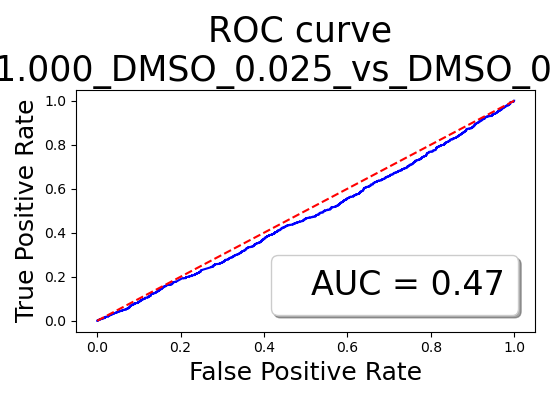 ROC curve
1.000_DMSO_0.025_vs_DMSO_0
True Positive Rate
1.0
0.8
0.6
0.4
0.2
0.0
AUC = 0.47
0.0 0.2 0.4 0.6 0.8 1.0
False Positive Rate